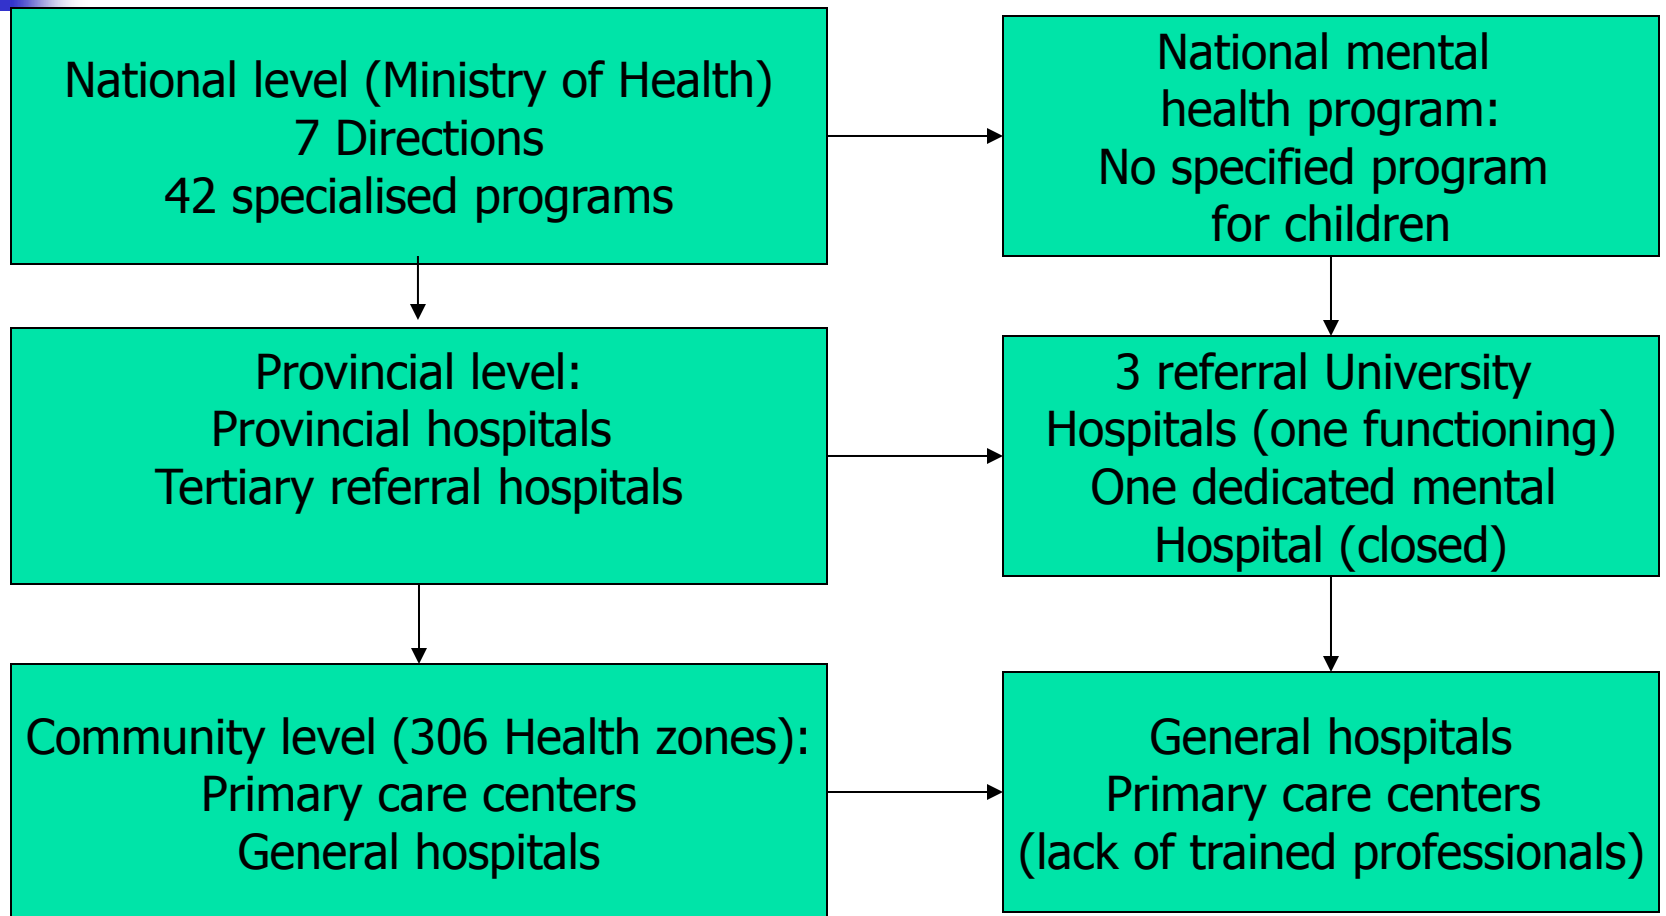 National level (Ministry of Health)
7 Directions
42 specialised programs
National mental
health program:
No specified program
for children
Provincial level:
Provincial hospitals
Tertiary referral hospitals
3 referral University
Hospitals (one functioning)
One dedicated mental
Hospital (closed)
Community level (306 Health zones):
Primary care centers
General hospitals
General hospitals
Primary care centers
(lack of trained professionals)